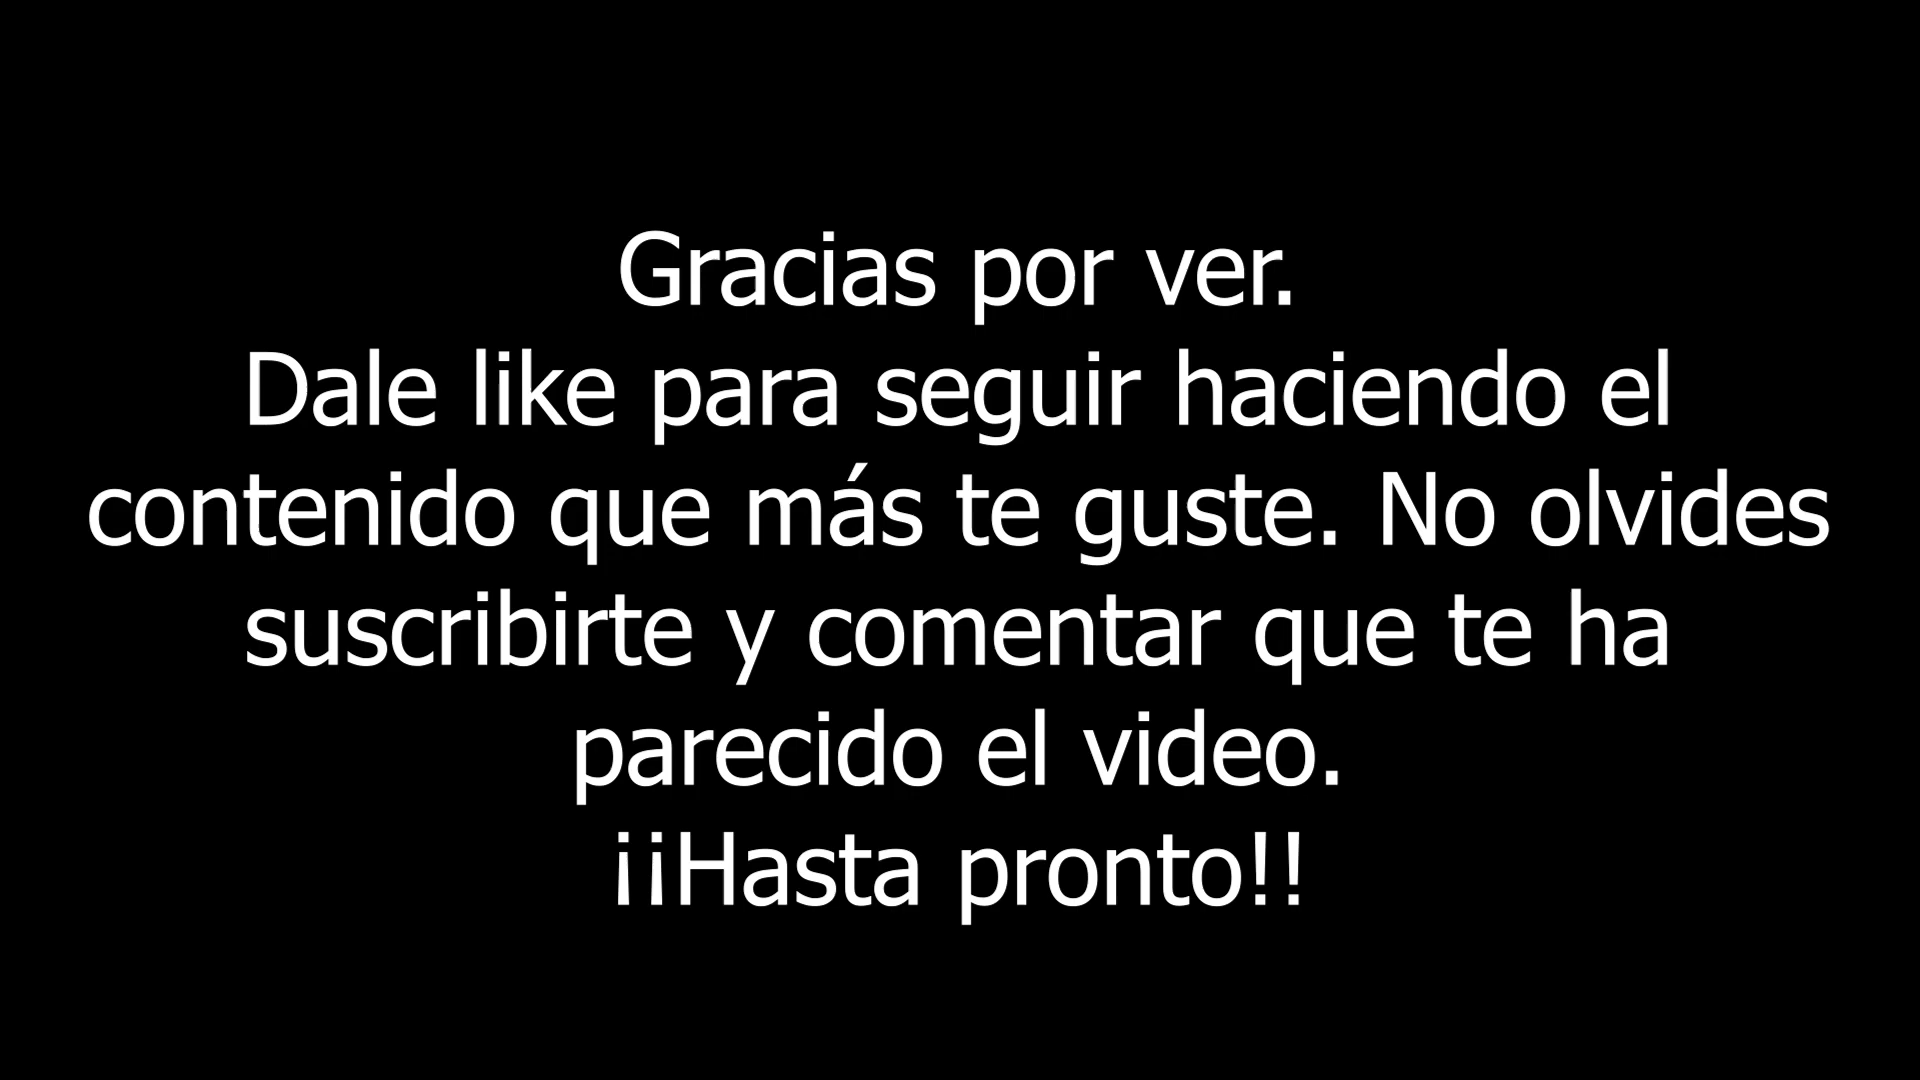 Gracias por ver.
Dale like para seguir haciendo el
contenido que más te guste. No olvides
suscribirte y comentar que te ha
parecido el video.
¡¡Hasta pronto!!